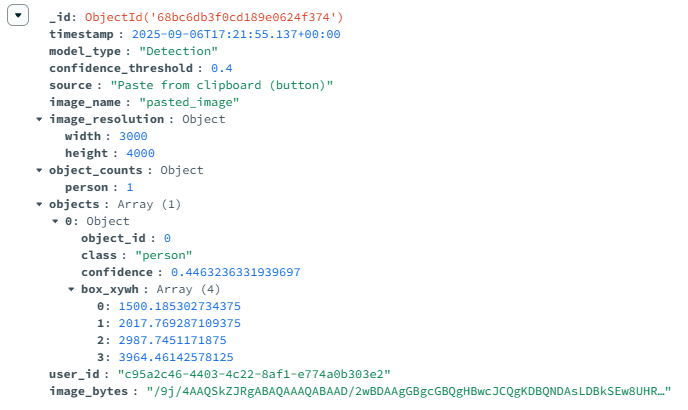 _id: ObjectId('68bc6db3f0cd189e0624f374')
timestamp : 2025-09-06T17:21:55.137+00:00
model_type : "Detection"
confidence_threshold : 0.4
source : "Paste from clipboard (button)"
image_name : "pasted_image"
image_resolution : Object
width : 3000
height : 4000
object_counts : Object
person : 1
objects : Array (1)
0: Object
object_id : 0
class : "person"
confidence : 0.4463236331939697
box_xywh : Array (4)
0: 1500.185302734375
1: 2017.769287109375
2: 2987.7451171875
3: 3964.46142578125
user_id : "c95a2c46-4403-4c22-8af1-e774a0b303e2"
image_bytes : "/9j/4AAQSkZJRgABAQAAAQABAAD/2wBDAAgGBgcGBQgHBwcJCQgKDBQNDAsLDBkSEw8UHR…"